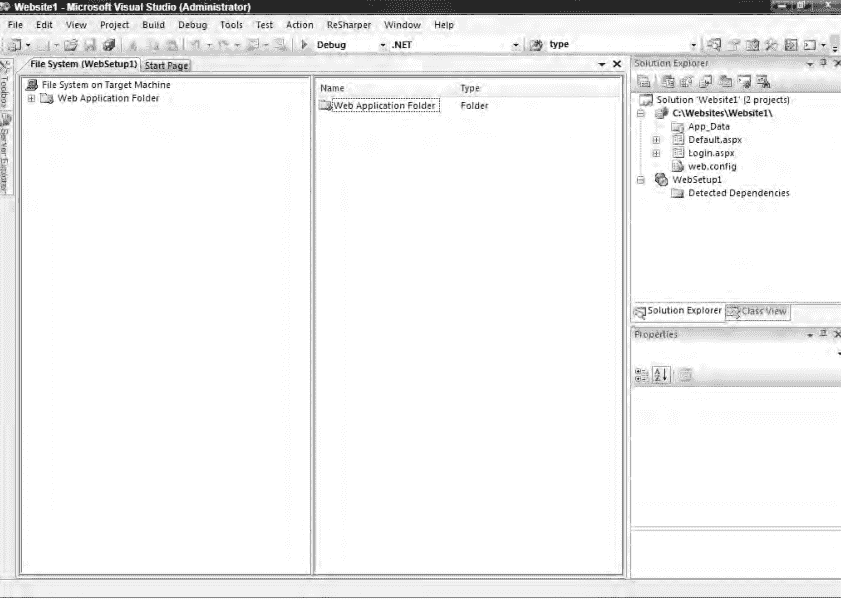 Website1 - Microsoft Visual Studio (Administrator)
File Edit View Project Build Debug Tools Test Action ReSharper Window Help
Debug .NET type
File System (WebSetup1) Start Page
File System on Target Machine
Web Application Folder
Name Type
Web Application Folder Folder
Toolbox
Server Explorer
Solution Explorer
Solution 'Website1' (2 projects)
C:\Websites\Website1\
App_Data
Default.aspx
Login.aspx
web.config
WebSetup1
Detected Dependencies
Solution Explorer Class View
Properties